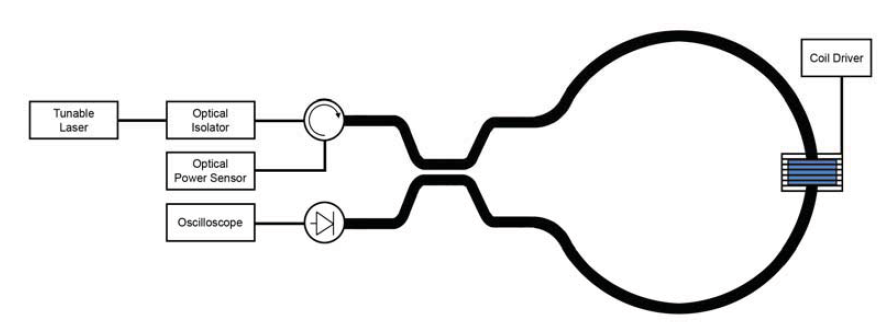 Coil Driver
Tunable
Laser
Optical
Isolator
Optical
Power Sensor
Oscilloscope